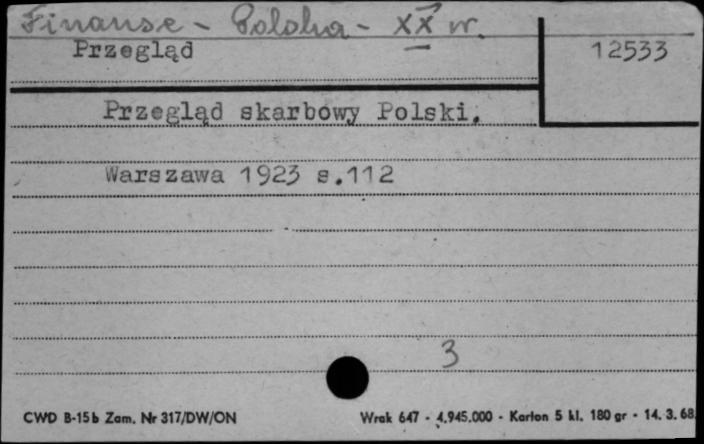 Finanse - Polska - XX w.
Przegląd
12533
Przegląd skarbowy Polski.
Warszawa 1923 s.112
3
CWD B-15b Zam. Nr 317/DW/ON
Wrak 647 - 4.945.000 - Karton 5 kl. 180 gr - 14. 3. 68.